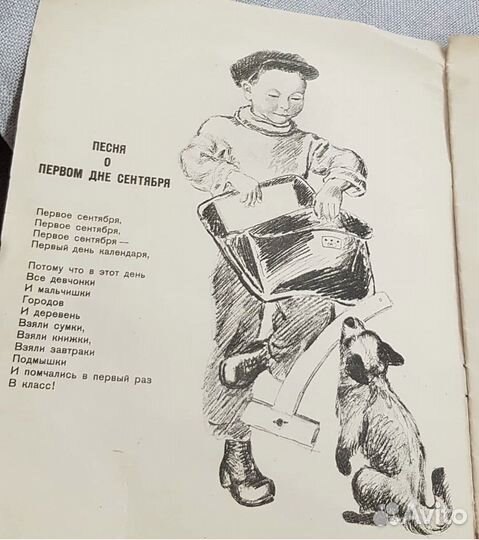 ПЕСНЯ
О
ПЕРВОМ ДНЕ СЕНТЯБРЯ
Первое сентября,
Первое сентября,
Первое сентября —
Первый день календаря,
Потому что в этот день
Все девчонки
И мальчишки
Городов
И деревень
Взяли сумки,
Взяли книжки,
Взяли завтраки
Подмышки
И помчались в первый раз
В класс!
Avito